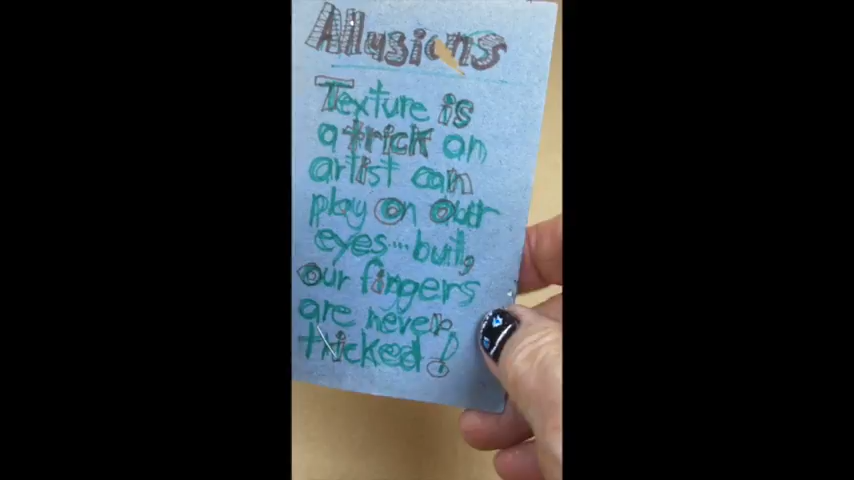 Allusions
Texture is
a trick an
artist can
play on our
eyes... but,
our fingers
are never
tricked!